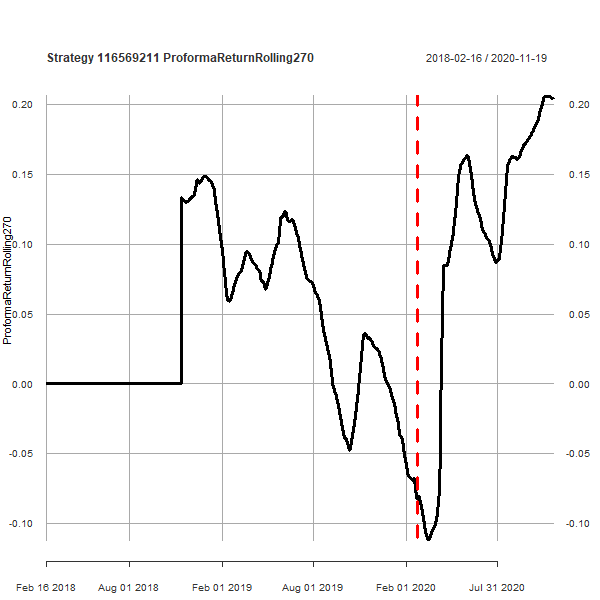 Strategy 116569211 ProformaReturnRolling270
2018-02-16 / 2020-11-19
ProformaReturnRolling270
0.20
0.15
0.10
0.05
0.00
-0.05
-0.10
0.20
0.15
0.10
0.05
0.00
-0.05
-0.10
Feb 16 2018
Aug 01 2018
Feb 01 2019
Aug 01 2019
Feb 01 2020
Jul 31 2020